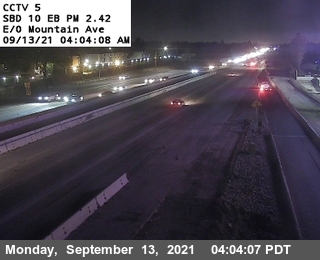 CCTV 5
SBD 10 EB PM 2.42
E/O Mountain Ave
09/13/21 04:04:08 AM
Monday, September 13, 2021 04:04:07 PDT